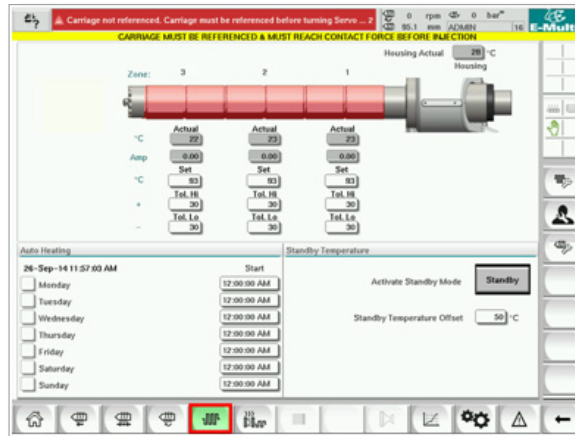 Carriage not referenced. Carriage must be referenced before turning Servo ... 2
0 rpm 0 bar"
95.1 mm ADMIN 16
E-Multi
CARRIAGE MUST BE REFERENCED & MUST REACH CONTACT FORCE BEFORE INJECTION
Housing Actual 28 °C
Zone: 3 2 1 Housing
Actual Actual Actual
°C 22 23 23
Amp 0.00 0.00 0.00
Set Set Set
°C 93 93 93
Tol. Hi Tol. Hi Tol. Hi
+ 30 30 30
Tol. Lo Tol. Lo Tol. Lo
- 30 30 30
Auto Heating Standby Temperature
26-Sep-14 11:57:03 AM Start
Monday 12:00:00 AM
Activate Standby Mode Standby
Tuesday 12:00:00 AM
Wednesday 12:00:00 AM
Standby Temperature Offset 50 °C
Thursday 12:00:00 AM
Friday 12:00:00 AM
Saturday 12:00:00 AM
Sunday 12:00:00 AM